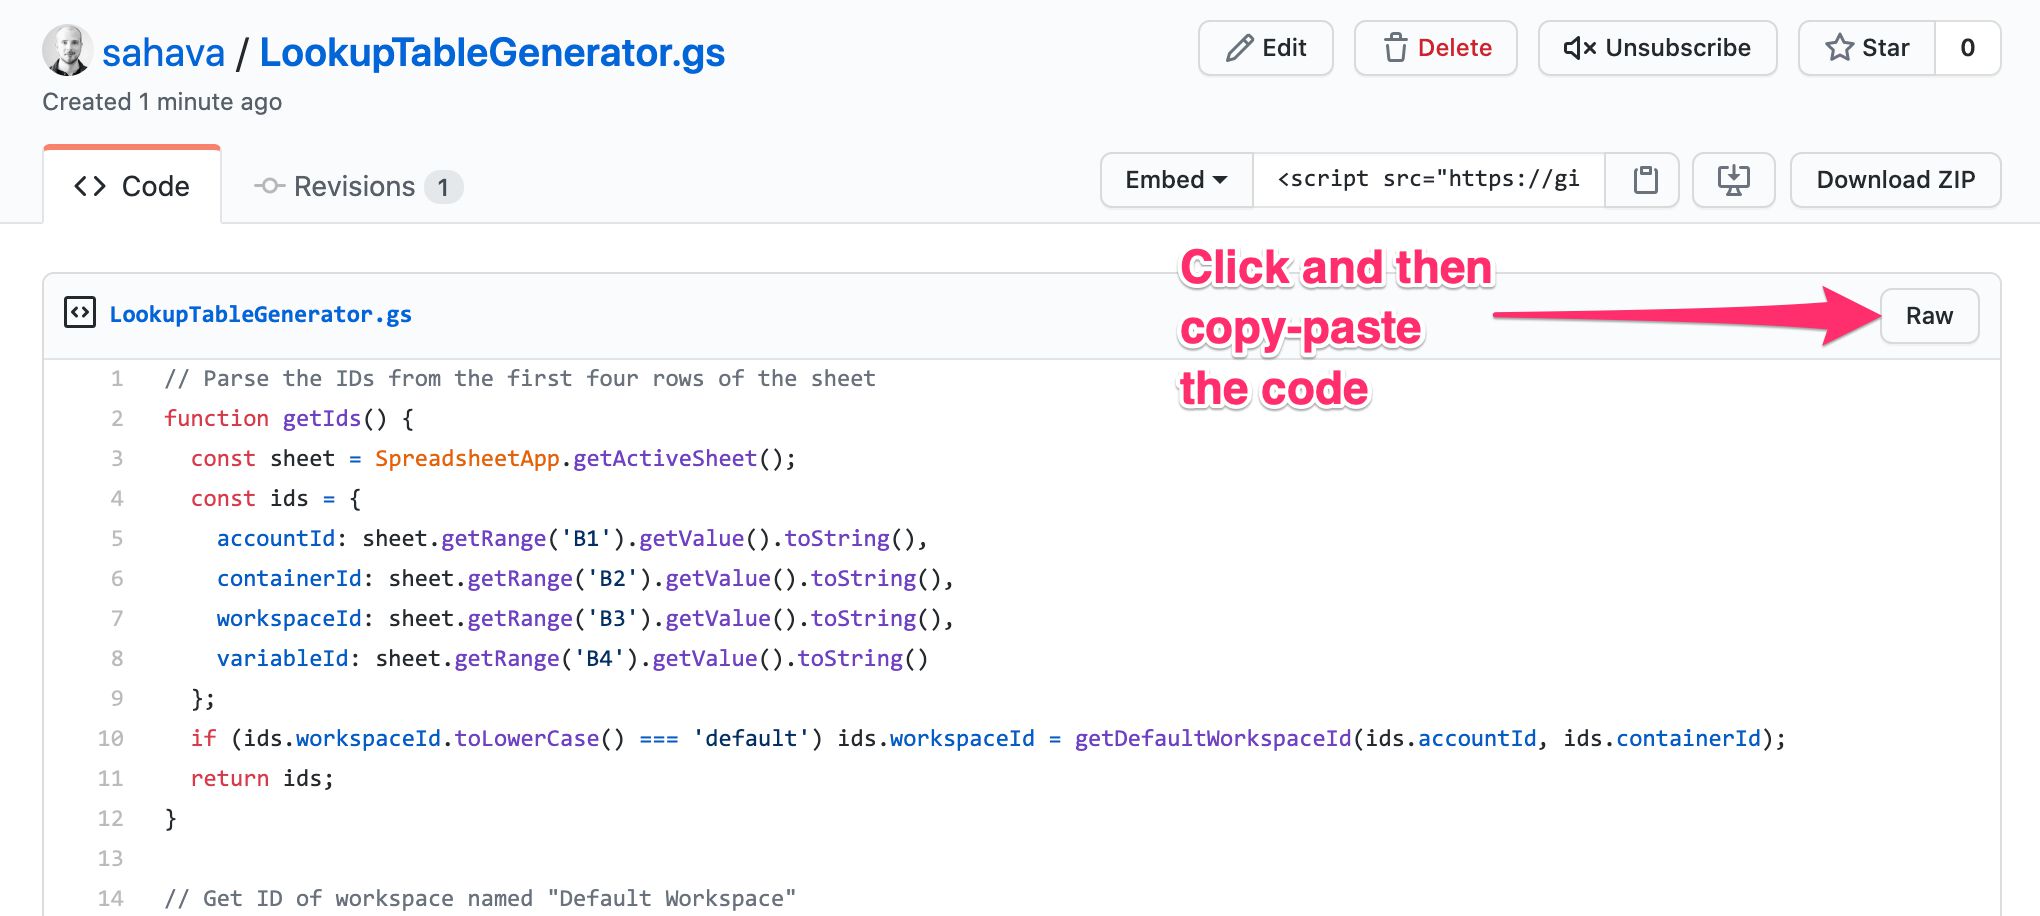 sahava / LookupTableGenerator.gs
Edit
Delete
Unsubscribe
Star
0
Created 1 minute ago
Code
Revisions 1
Embed
<script src="https://gi
Download ZIP
LookupTableGenerator.gs
Click and then
copy-paste
the code
Raw
1 // Parse the IDs from the first four rows of the sheet
2 function getIds() {
3 const sheet = SpreadsheetApp.getActiveSheet();
4 const ids = {
5 accountId: sheet.getRange('B1').getValue().toString(),
6 containerId: sheet.getRange('B2').getValue().toString(),
7 workspaceId: sheet.getRange('B3').getValue().toString(),
8 variableId: sheet.getRange('B4').getValue().toString()
9 };
10 if (ids.workspaceId.toLowerCase() === 'default') ids.workspaceId = getDefaultWorkspaceId(ids.accountId, ids.containerId);
11 return ids;
12 }
13
14 // Get ID of workspace named "Default Workspace"